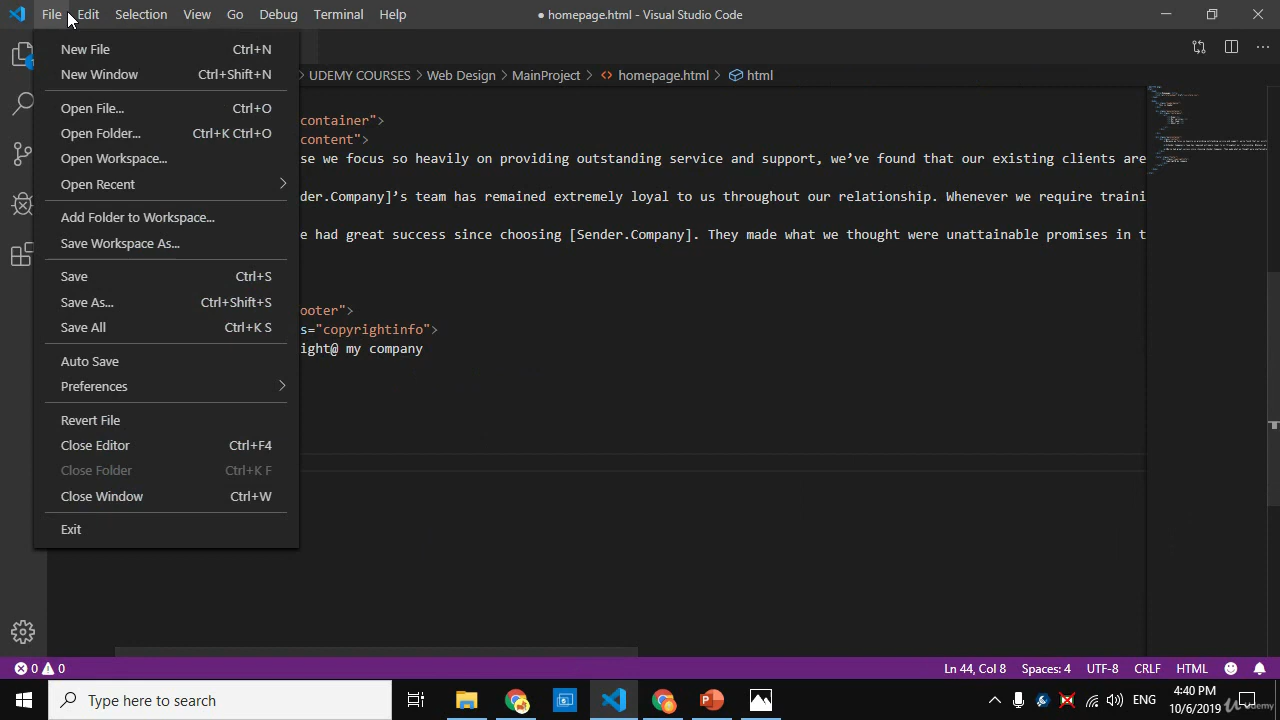 File Edit Selection View Go Debug Terminal Help ● homepage.html - Visual Studio Code
UDEMY COURSES > Web Design > MainProject > homepage.html > html
New File Ctrl+N
New Window Ctrl+Shift+N
Open File... Ctrl+O
Open Folder... Ctrl+K Ctrl+O
Open Workspace...
Open Recent
Add Folder to Workspace...
Save Workspace As...
Save Ctrl+S
Save As... Ctrl+Shift+S
Save All Ctrl+K S
Auto Save
Preferences
Revert File
Close Editor Ctrl+F4
Close Folder Ctrl+K F
Close Window Ctrl+W
Exit
container">
content">
se we focus so heavily on providing outstanding service and support, we’ve found that our existing clients are
der.Company]’s team has remained extremely loyal to us throughout our relationship. Whenever we require traini
e had great success since choosing [Sender.Company]. They made what we thought were unattainable promises in t
ooter">
s="copyrightinfo">
ight@ my company
0 0 Ln 44, Col 8 Spaces: 4 UTF-8 CRLF HTML
Type here to search ENG 4:40 PM
10/6/2019
Udemy